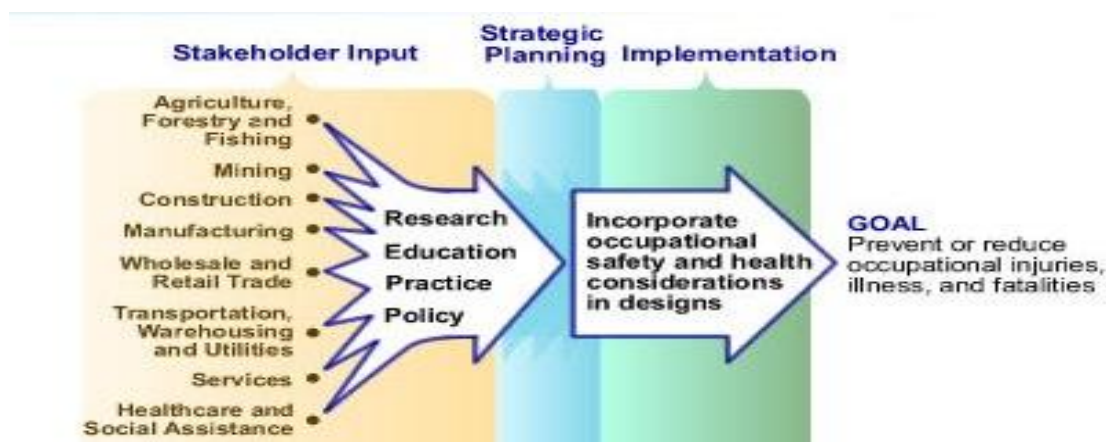 Stakeholder Input
Strategic
Planning
Implementation
Agriculture,
Forestry and
Fishing
Mining
Construction
Manufacturing
Wholesale and
Retail Trade
Transportation,
Warehousing
and Utilities
Services
Healthcare and
Social Assistance
Research
Education
Practice
Policy
Incorporate
occupational
safety and health
considerations
in designs
GOAL
Prevent or reduce
occupational injuries,
illness, and fatalities